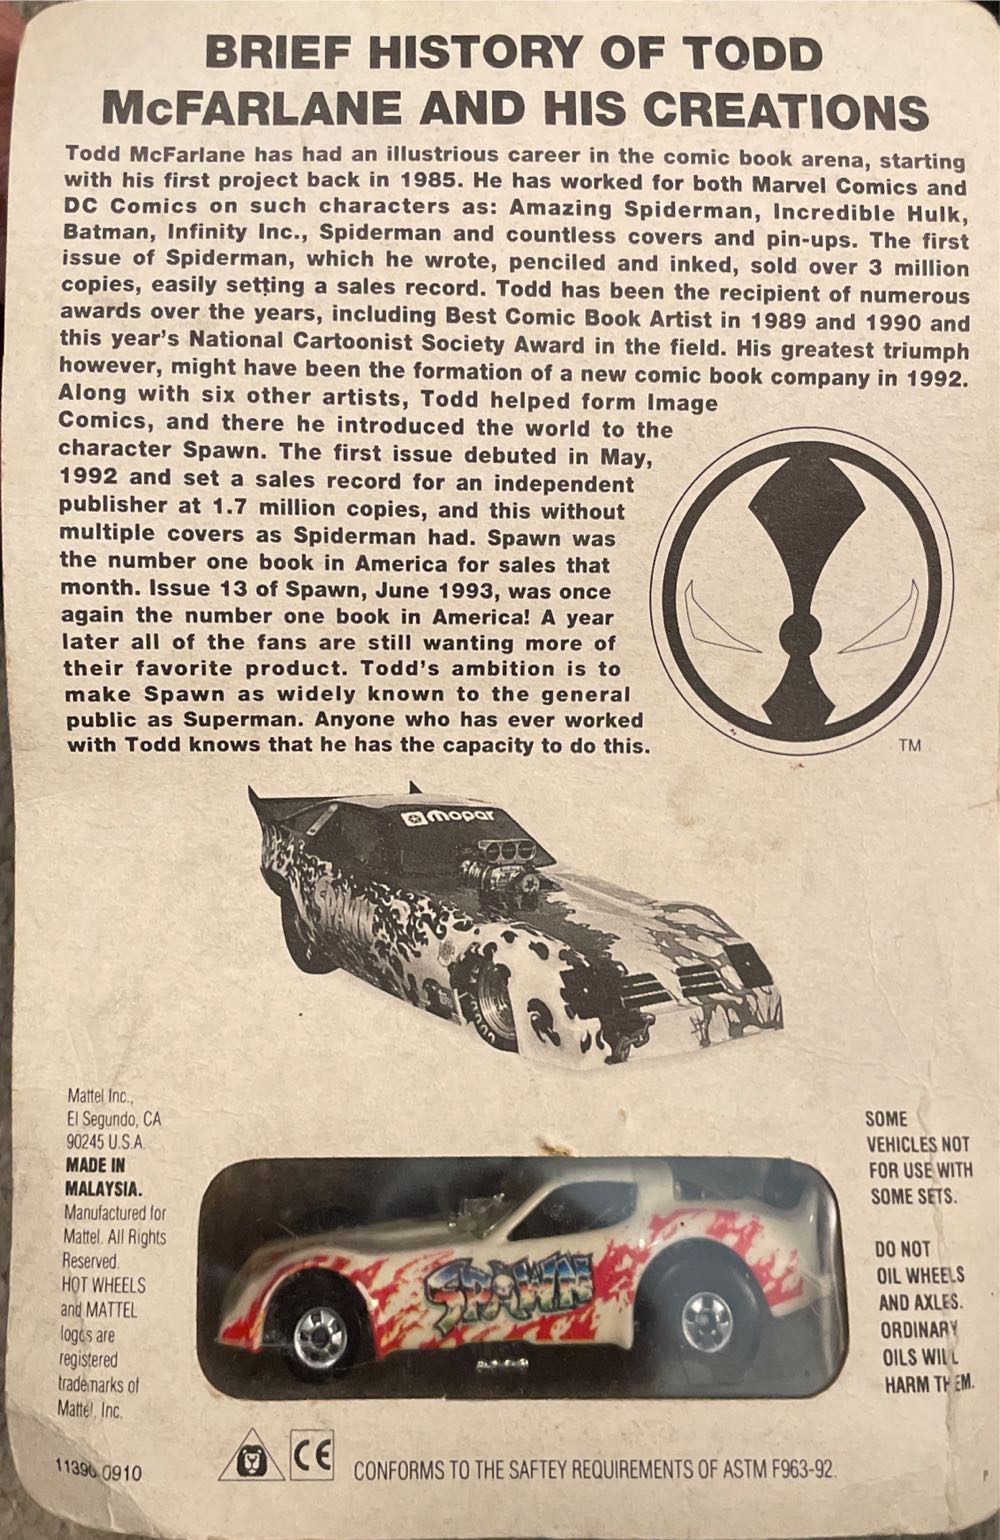 BRIEF HISTORY OF TODD
McFARLANE AND HIS CREATIONS
Todd McFarlane has had an illustrious career in the comic book arena, starting
with his first project back in 1985. He has worked for both Marvel Comics and
DC Comics on such characters as: Amazing Spiderman, Incredible Hulk,
Batman, Infinity Inc., Spiderman and countless covers and pin-ups. The first
issue of Spiderman, which he wrote, penciled and inked, sold over 3 million
copies, easily setting a sales record. Todd has been the recipient of numerous
awards over the years, including Best Comic Book Artist in 1989 and 1990 and
this year's National Cartoonist Society Award in the field. His greatest triumph
however, might have been the formation of a new comic book company in 1992.
Along with six other artists, Todd helped form Image
Comics, and there he introduced the world to the
character Spawn. The first issue debuted in May,
1992 and set a sales record for an independent
publisher at 1.7 million copies, and this without
multiple covers as Spiderman had. Spawn was
the number one book in America for sales that
month. Issue 13 of Spawn, June 1993, was once
again the number one book in America! A year
later all of the fans are still wanting more of
their favorite product. Todd's ambition is to
make Spawn as widely known to the general
public as Superman. Anyone who has ever worked
with Todd knows that he has the capacity to do this.
TM
mopar
Mattel Inc.,
El Segundo, CA
90245 U.S.A.
MADE IN
MALAYSIA.
Manufactured for
Mattel. All Rights
Reserved.
HOT WHEELS
and MATTEL
logos are
registered
trademarks of
Mattel, Inc.
SPAWN
SOME
VEHICLES NOT
FOR USE WITH
SOME SETS.
DO NOT
OIL WHEELS
AND AXLES.
ORDINARY
OILS WILL
HARM THEM.
11396 0910
CE
CONFORMS TO THE SAFTEY REQUIREMENTS OF ASTM F963-92.
P